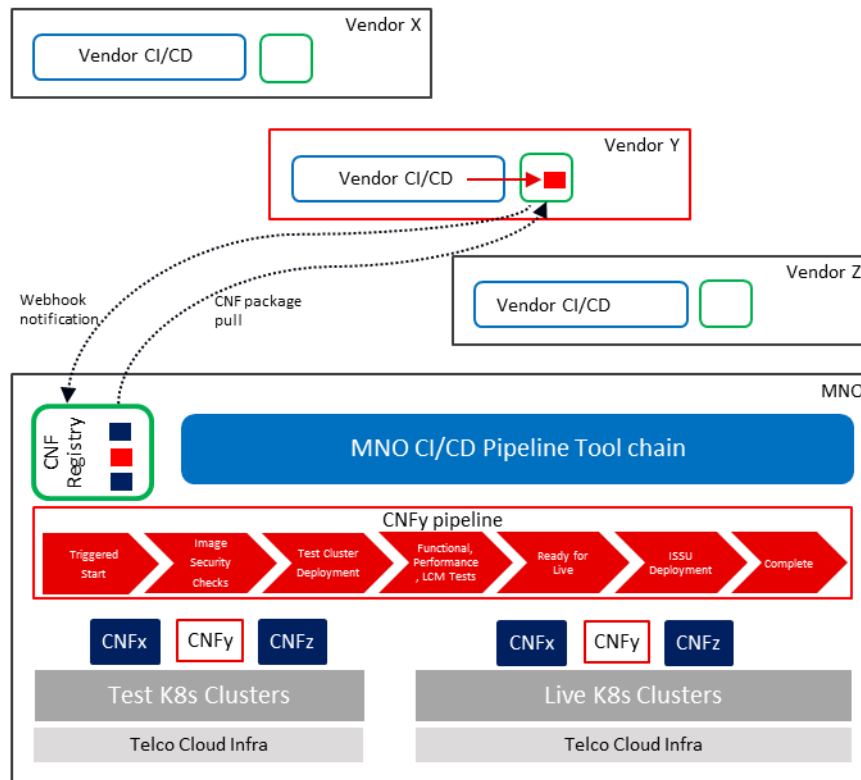 Vendor X
Vendor CI/CD
Vendor Y
Vendor CI/CD
Vendor Z
Vendor CI/CD
Webhook
notification
CNF package
pull
MNO
CNF
Registry
MNO CI/CD Pipeline Tool chain
CNFy pipeline
Triggered
Start
Image
Security
Checks
Test Cluster
Deployment
Functional,
Performance
, LCM Tests
Ready for
Live
ISSU
Deployment
Complete
CNFx
CNFy
CNFz
CNFx
CNFy
CNFz
Test K8s Clusters
Live K8s Clusters
Telco Cloud Infra
Telco Cloud Infra